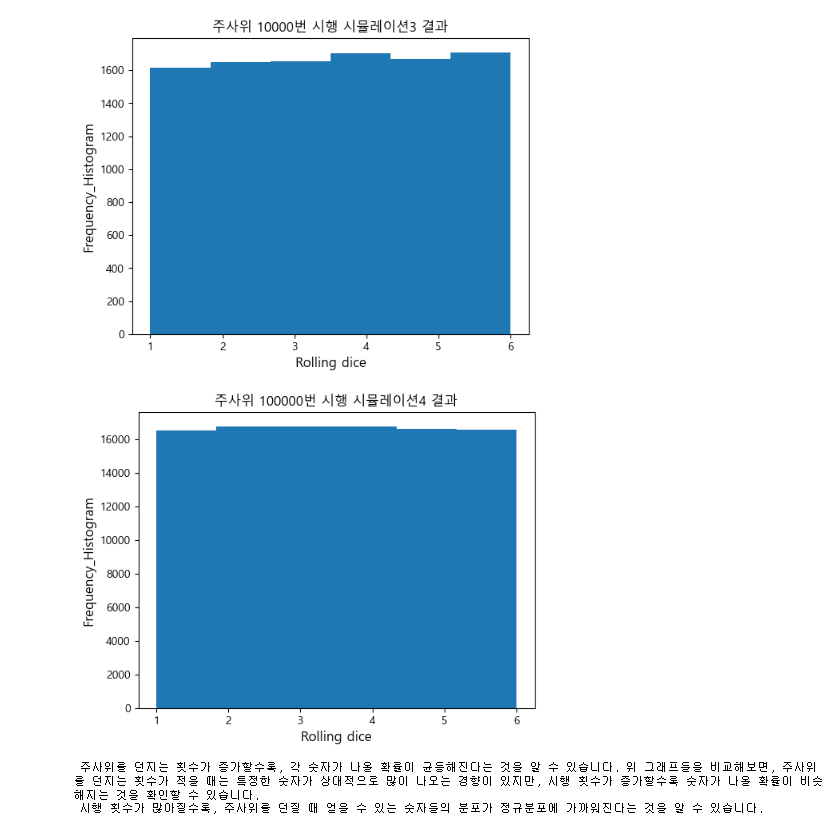 주사위 10000번 시행 시뮬레이션3 결과
1600
1400
1200
1000
800
600
400
200
0
Frequency_Histogram
1 2 3 4 5 6
Rolling dice
주사위 100000번 시행 시뮬레이션4 결과
16000
14000
12000
10000
8000
6000
4000
2000
0
Frequency_Histogram
1 2 3 4 5 6
Rolling dice
주사위를 던지는 횟수가 증가할수록, 각 숫자가 나올 확률이 균등해진다는 것을 알 수 있습니다. 위 그래프들을 비교해보면, 주사위
를 던지는 횟수가 적을 때는 특정한 숫자가 상대적으로 많이 나오는 경향이 있지만, 시행 횟수가 증가할수록 숫자가 나올 확률이 비슷
해지는 것을 확인할 수 있습니다.
시행 횟수가 많아질수록, 주사위를 던질 때 얻을 수 있는 숫자들의 분포가 정규분포에 가까워진다는 것을 알 수 있습니다.